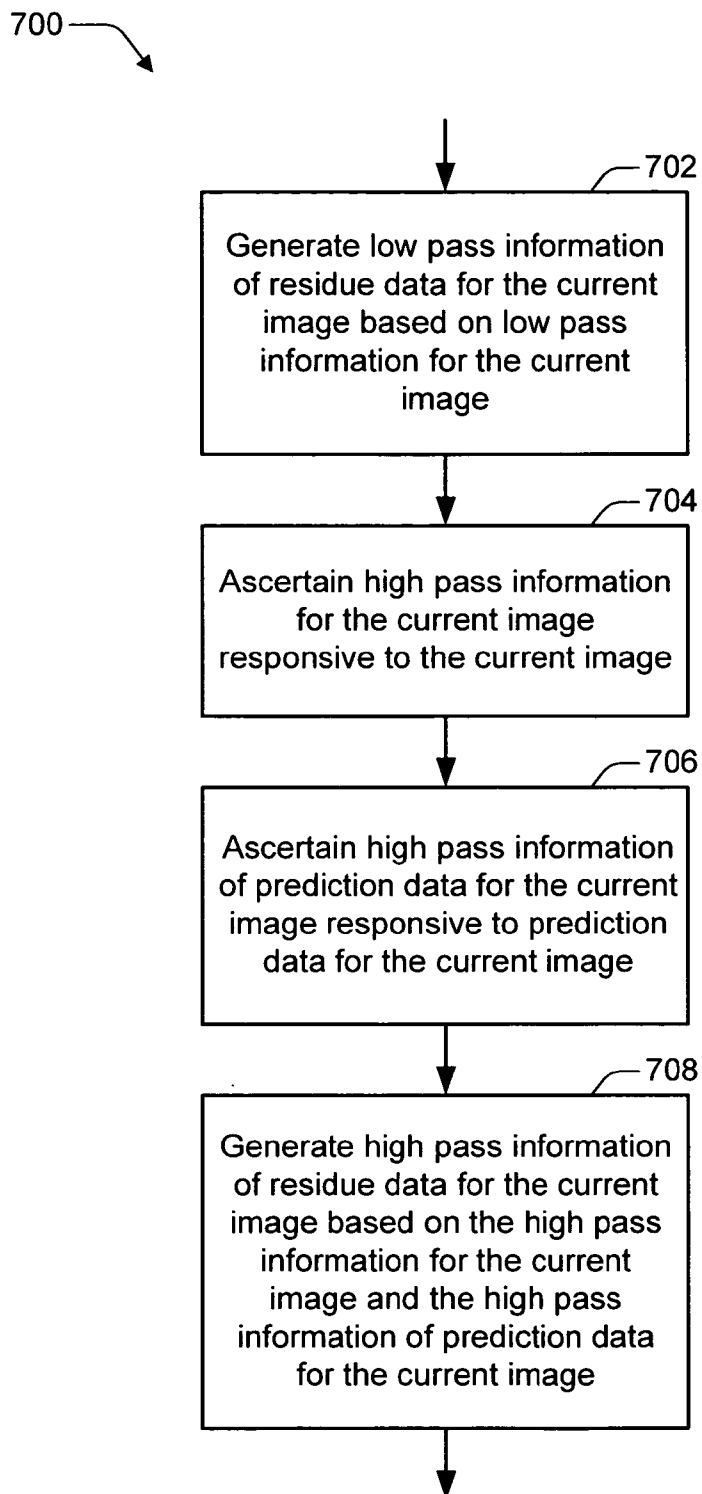 700
702
Generate low pass information
of residue data for the current
image based on low pass
information for the current
image
704
Ascertain high pass information
for the current image
responsive to the current image
706
Ascertain high pass information
of prediction data for the current
image responsive to prediction
data for the current image
708
Generate high pass information
of residue data for the current
image based on the high pass
information for the current
image and the high pass
information of prediction data
for the current image